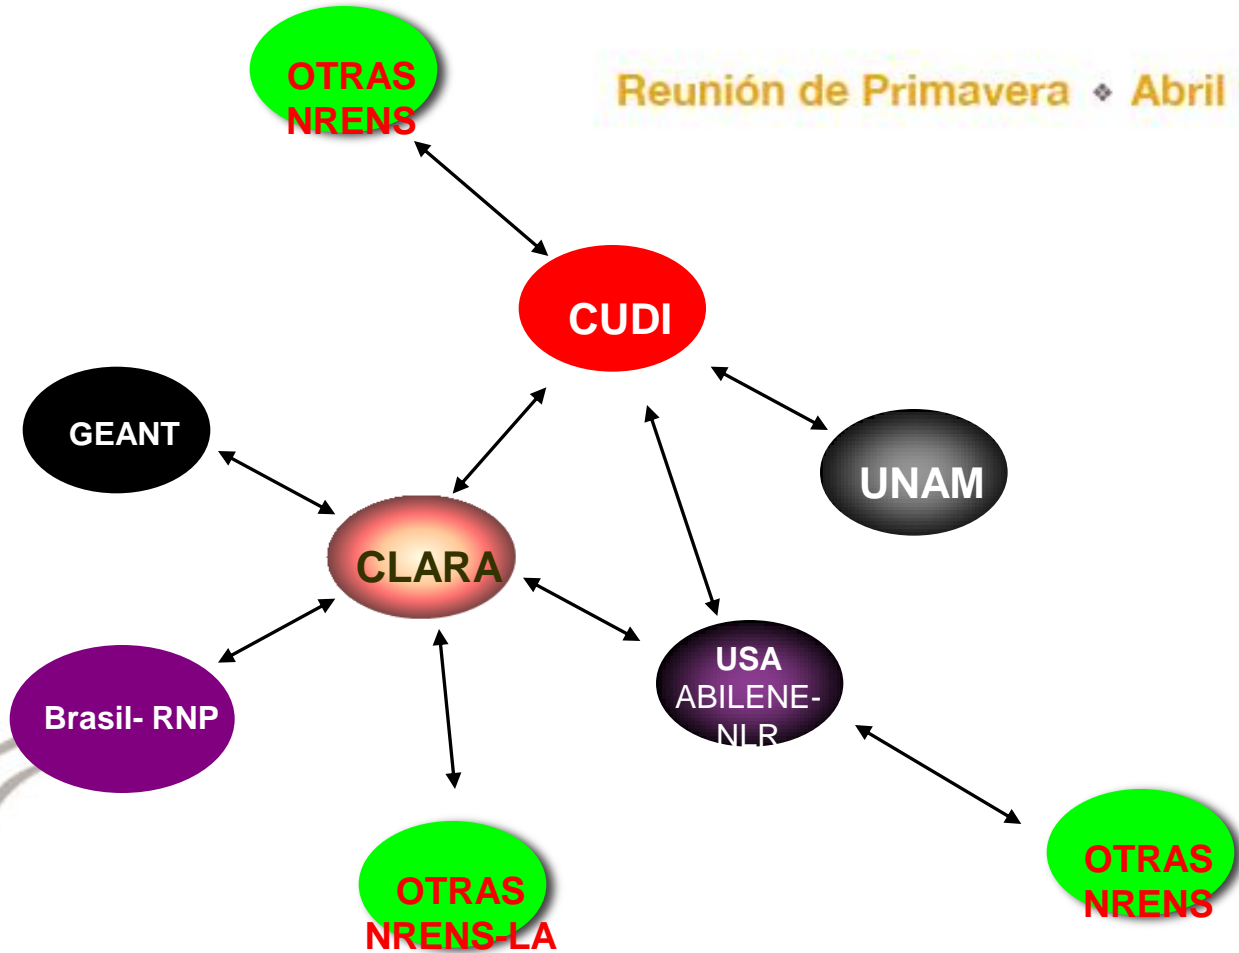 Reunión de Primavera ❖ Abril
OTRAS
NRENS
CUDI
GEANT
UNAM
CLARA
USA
ABILENE-
NLR
Brasil- RNP
OTRAS
NRENS-LA
OTRAS
NRENS